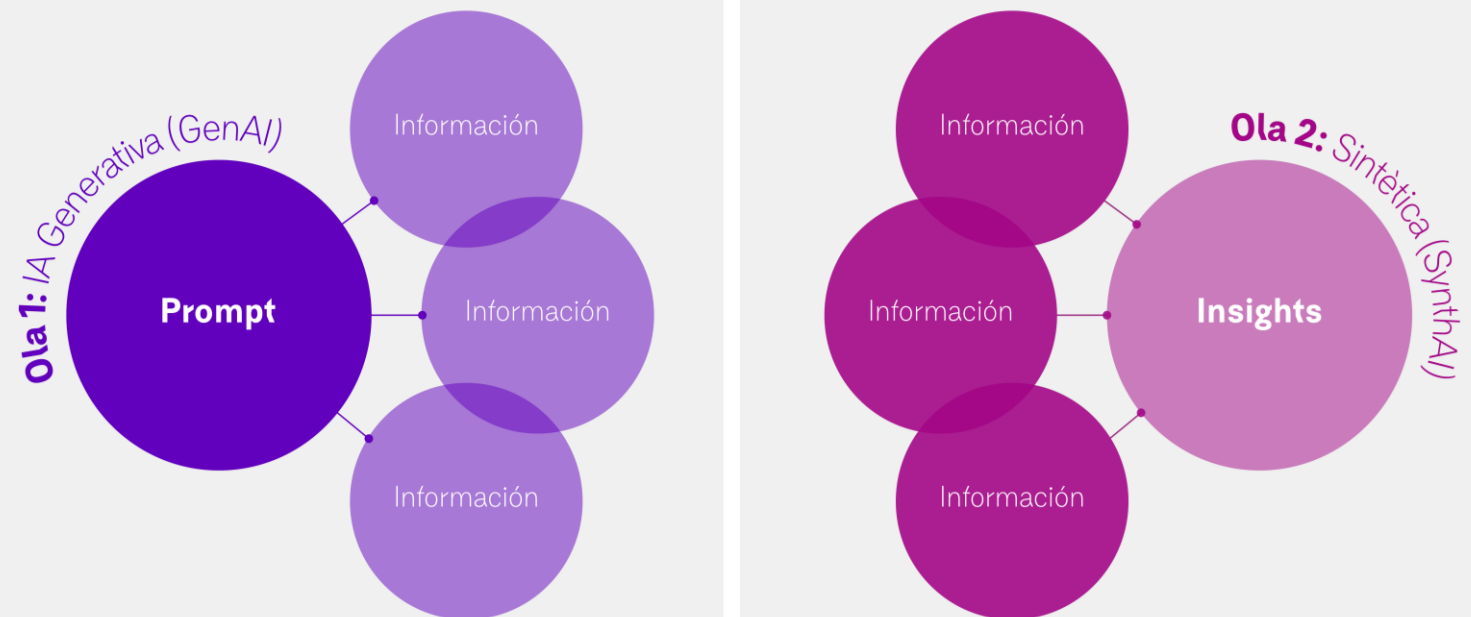 Ola 1: IA Generativa (GenAI)
Prompt
Información
Información
Información
Ola 2: Sintètica (SynthAI)
Información
Información
Información
Insights